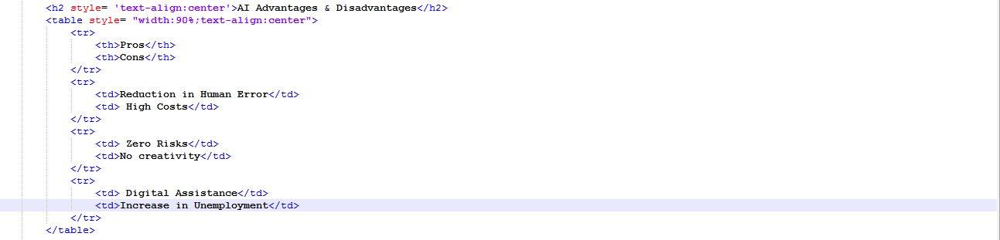 <h2 style= 'text-align:center'>AI Advantages & Disadvantages</h2>
<table style= "width:90%;text-align:center">
<tr>
<th>Pros</th>
<th>Cons</th>
</tr>
<tr>
<td>Reduction in Human Error</td>
<td> High Costs</td>
</tr>
<tr>
<td> Zero Risks</td>
<td>No creativity</td>
</tr>
<tr>
<td> Digital Assistance</td>
<td>Increase in Unemployment</td>
</tr>
</table>